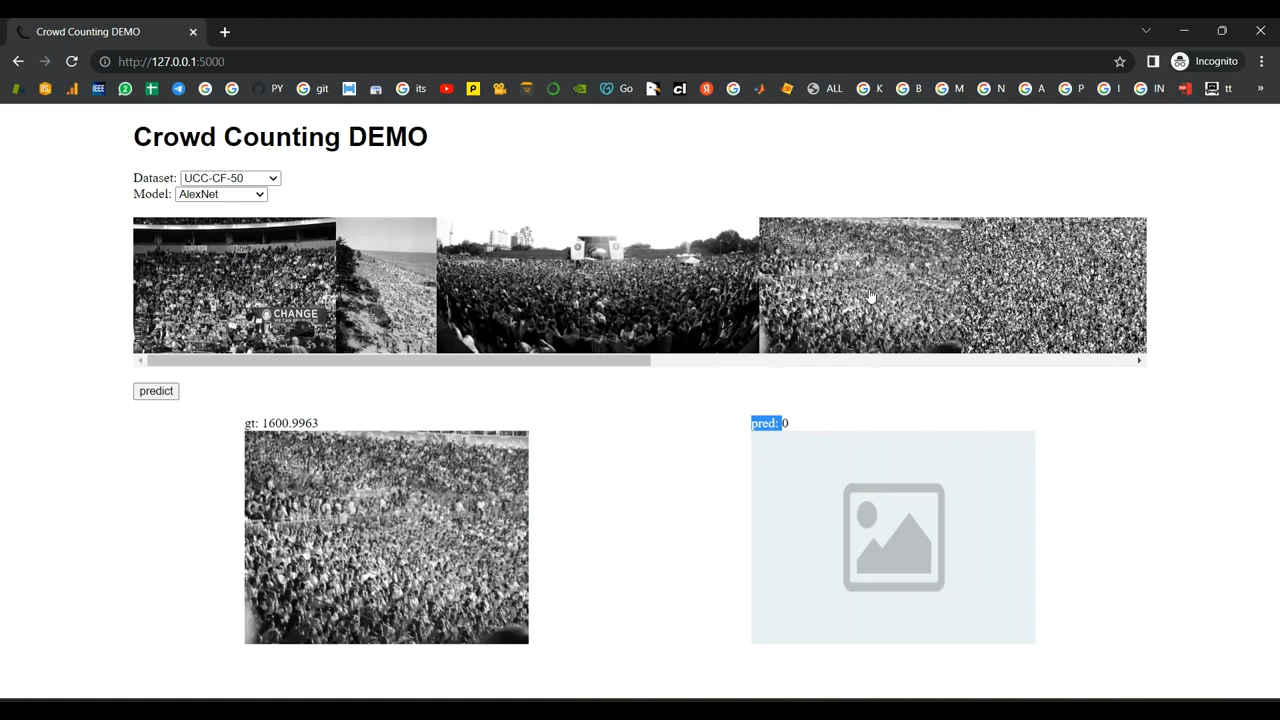 Crowd Counting DEMO
http://127.0.0.1:5000
Incognito
PY
git
its
Go
ALL
K
B
M
N
A
P
I
IN
tt
Crowd Counting DEMO
Dataset: UCC-CF-50
Model: AlexNet
CHANGE
predict
gt: 1600.9963
pred: 0